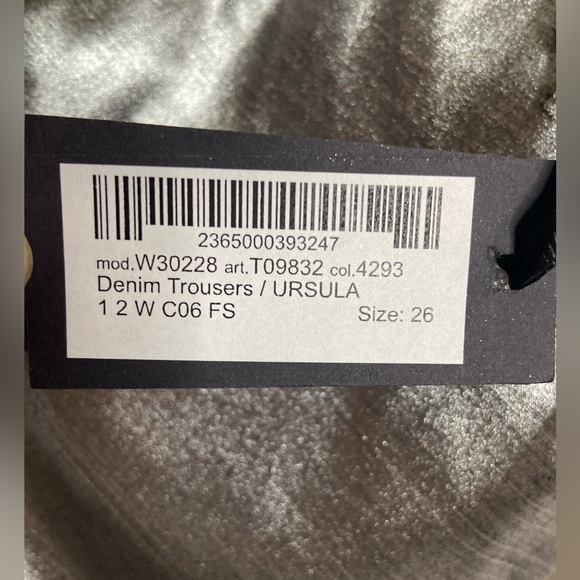 2365000393247
mod.W30228 art.T09832 col.4293
Denim Trousers / URSULA
1 2 W C06 FS Size: 26